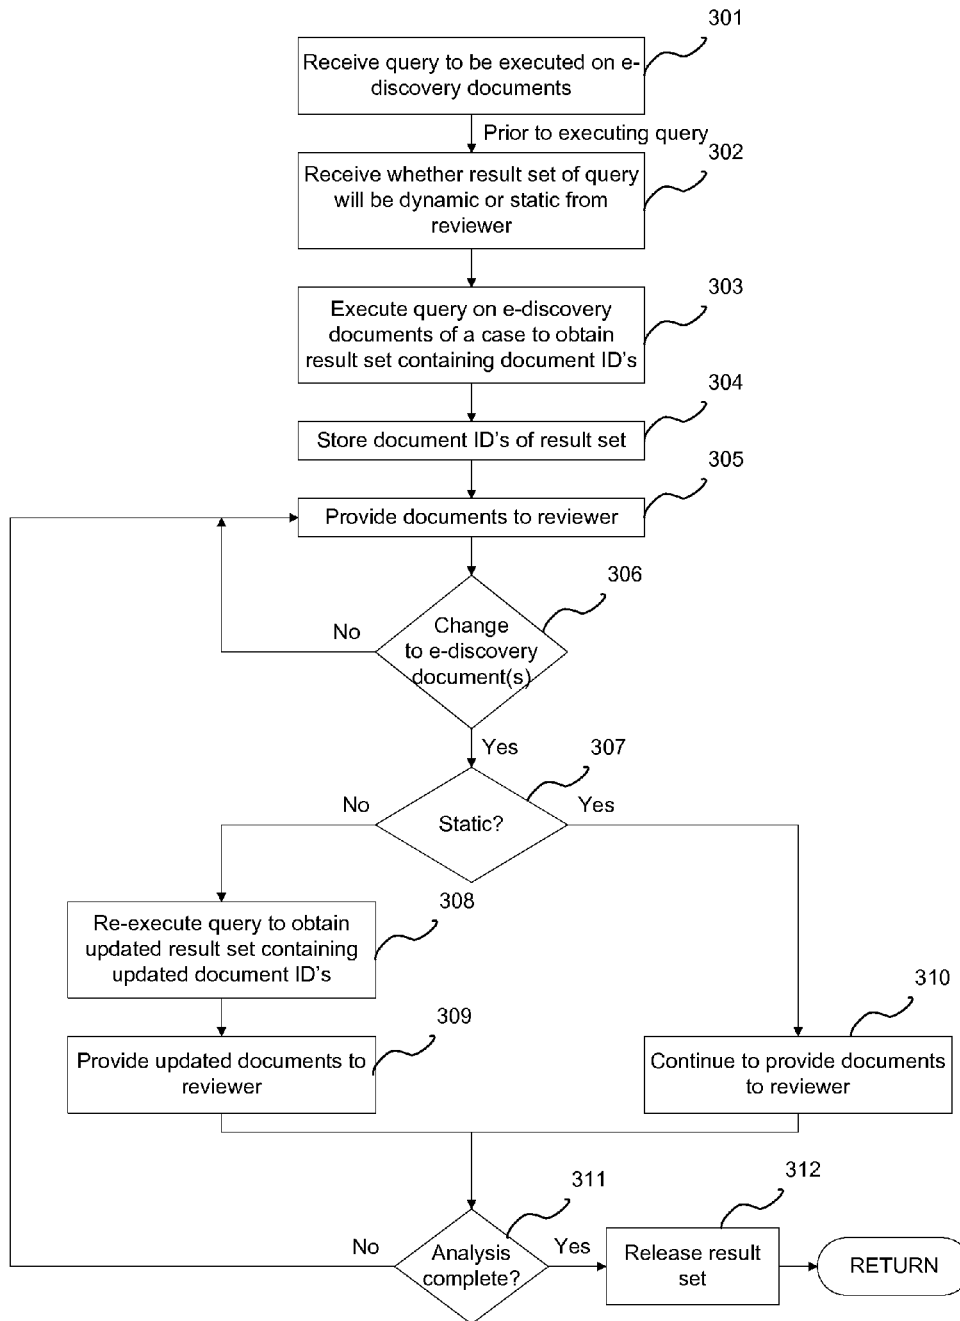 301
Receive query to be executed on e-
discovery documents
Prior to executing query
302
Receive whether result set of query
will be dynamic or static from
reviewer
303
Execute query on e-discovery
documents of a case to obtain
result set containing document ID's
304
Store document ID's of result set
305
Provide documents to reviewer
306
Change
to e-discovery
document(s)
No
Yes
307
Static?
No
Yes
308
Re-execute query to obtain
updated result set containing
updated document ID's
309
Provide updated documents to
reviewer
310
Continue to provide documents
to reviewer
311
Analysis
complete?
No
Yes
312
Release result
set
RETURN